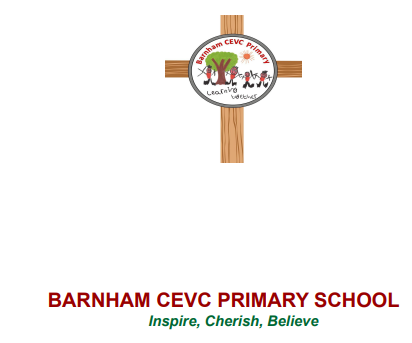 Barnham CEVC Primary
Learning
together
BARNHAM CEVC PRIMARY SCHOOL
Inspire, Cherish, Believe